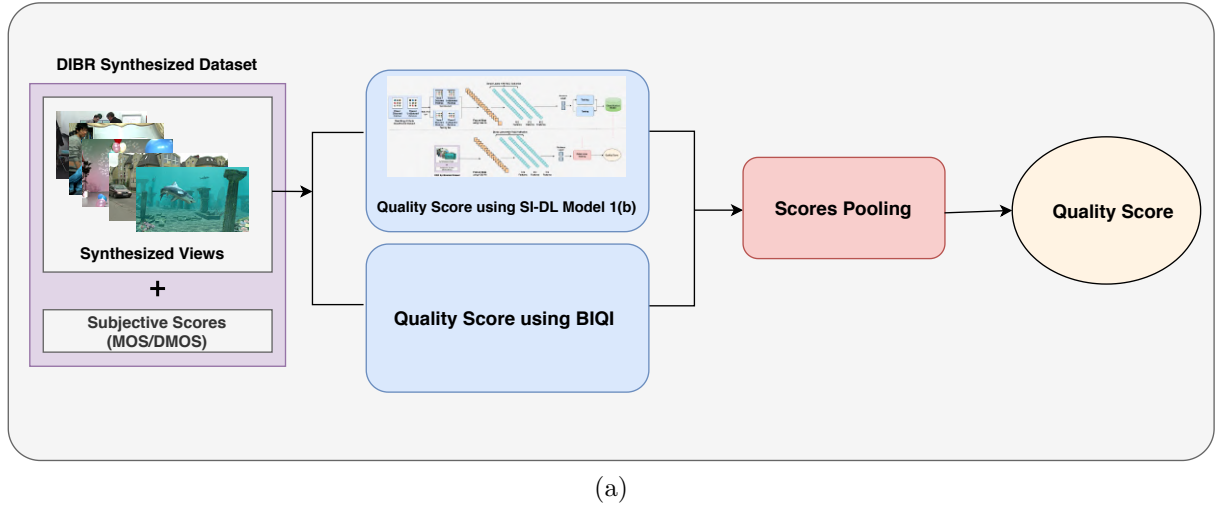 DIBR Synthesized Dataset
Synthesized Views
+
Subjective Scores
(MOS/DMOS)
Quality Score using SI-DL Model 1(b)
Quality Score using BIQI
Scores Pooling
Quality Score
(a)